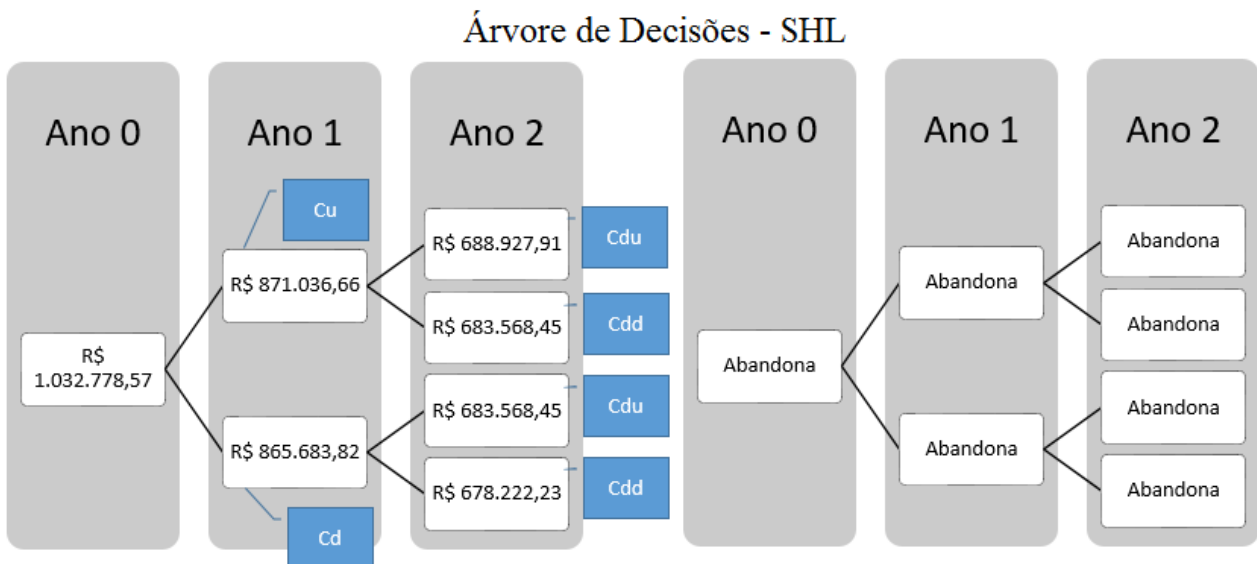 Árvore de Decisões - SHL
Ano 0
Ano 1
Ano 2
Cu
R$ 688.927,91
Cdu
R$ 871.036,66
R$ 683.568,45
Cdd
R$
1.032.778,57
R$ 683.568,45
Cdu
R$ 865.683,82
R$ 678.222,23
Cdd
Cd
Ano 0
Ano 1
Ano 2
Abandona
Abandona
Abandona
Abandona
Abandona
Abandona
Abandona